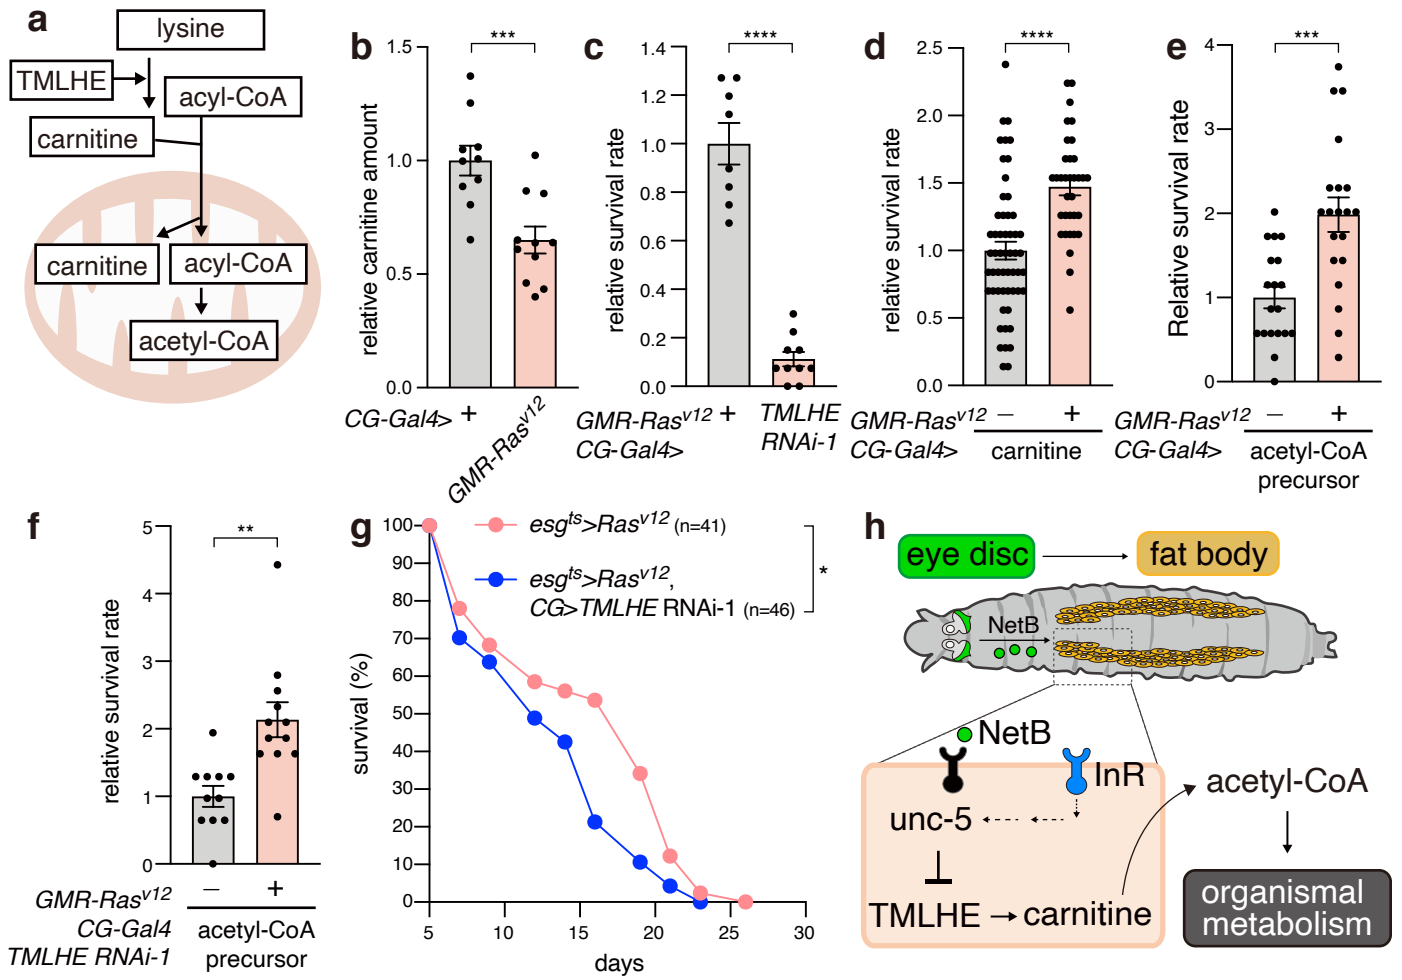 a
lysine
TMLHE
acyl-CoA
carnitine
carnitine
acyl-CoA
acetyl-CoA
b
***
1.5
1.0
0.5
0.0
relative carnitine amount
CG-Gal4>
+
GMR-Rasv12
c
****
1.4
1.2
1.0
0.8
0.6
0.4
0.2
0.0
relative survival rate
GMR-Rasv12
CG-Gal4>
+
TMLHE
RNAi-1
d
****
2.5
2.0
1.5
1.0
0.5
0.0
relative survival rate
GMR-Rasv12
CG-Gal4>
– +
carnitine
e
***
4
3
2
1
0
Relative survival rate
GMR-Rasv12
CG-Gal4>
– +
acetyl-CoA
precursor
f
**
5
4
3
2
1
0
relative survival rate
GMR-Rasv12
CG-Gal4
TMLHE RNAi-1
– +
acetyl-CoA
precursor
g
esgts>Rasv12 (n=41)
esgts>Rasv12,
CG>TMLHE RNAi-1 (n=46)
*
100
90
80
70
60
50
40
30
20
10
0
survival (%)
5 10 15 20 25 30
days
h
eye disc
fat body
NetB
NetB
InR
unc-5
TMLHE
carnitine
acetyl-CoA
organismal
metabolism